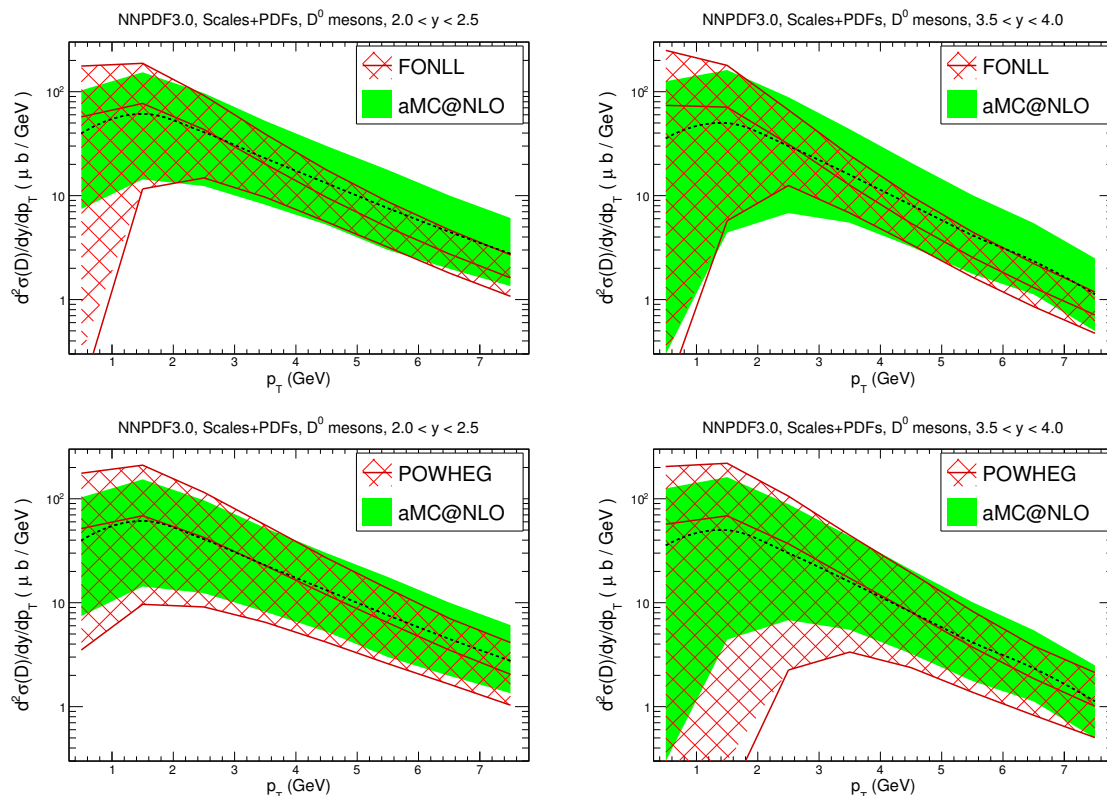 NNPDF3.0, Scales+PDFs, D⁰ mesons, 2.0 < y < 2.5
d²σ(D)/dy/dp_T ( μ b / GeV )
10²
10
1
FONLL
aMC@NLO
1 2 3 4 5 6 7
p_T (GeV)
NNPDF3.0, Scales+PDFs, D⁰ mesons, 3.5 < y < 4.0
d²σ(D)/dy/dp_T ( μ b / GeV )
10²
10
1
FONLL
aMC@NLO
1 2 3 4 5 6 7
p_T (GeV)
NNPDF3.0, Scales+PDFs, D⁰ mesons, 2.0 < y < 2.5
d²σ(D)/dy/dp_T ( μ b / GeV )
10²
10
1
POWHEG
aMC@NLO
1 2 3 4 5 6 7
p_T (GeV)
NNPDF3.0, Scales+PDFs, D⁰ mesons, 3.5 < y < 4.0
d²σ(D)/dy/dp_T ( μ b / GeV )
10²
10
1
POWHEG
aMC@NLO
1 2 3 4 5 6 7
p_T (GeV)